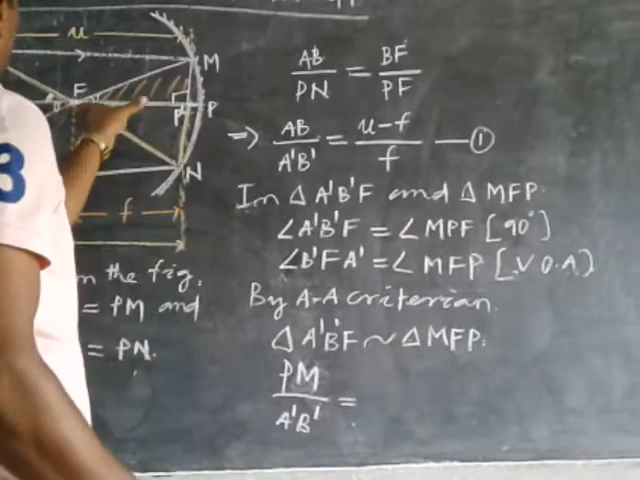 u
M
F
P
P
N
f
the fig.
= PM and
= PN.
AB/PN = BF/PF
⇒ AB/A'B' = u-f/f — ①
In △ A'B'F and △ MFP.
∠A'B'F = ∠MPF [90°]
∠B'FA' = ∠MFP [V.O.A]
By A-A criterian.
△ A'B'F ~ △MFP.
PM/A'B' =
3